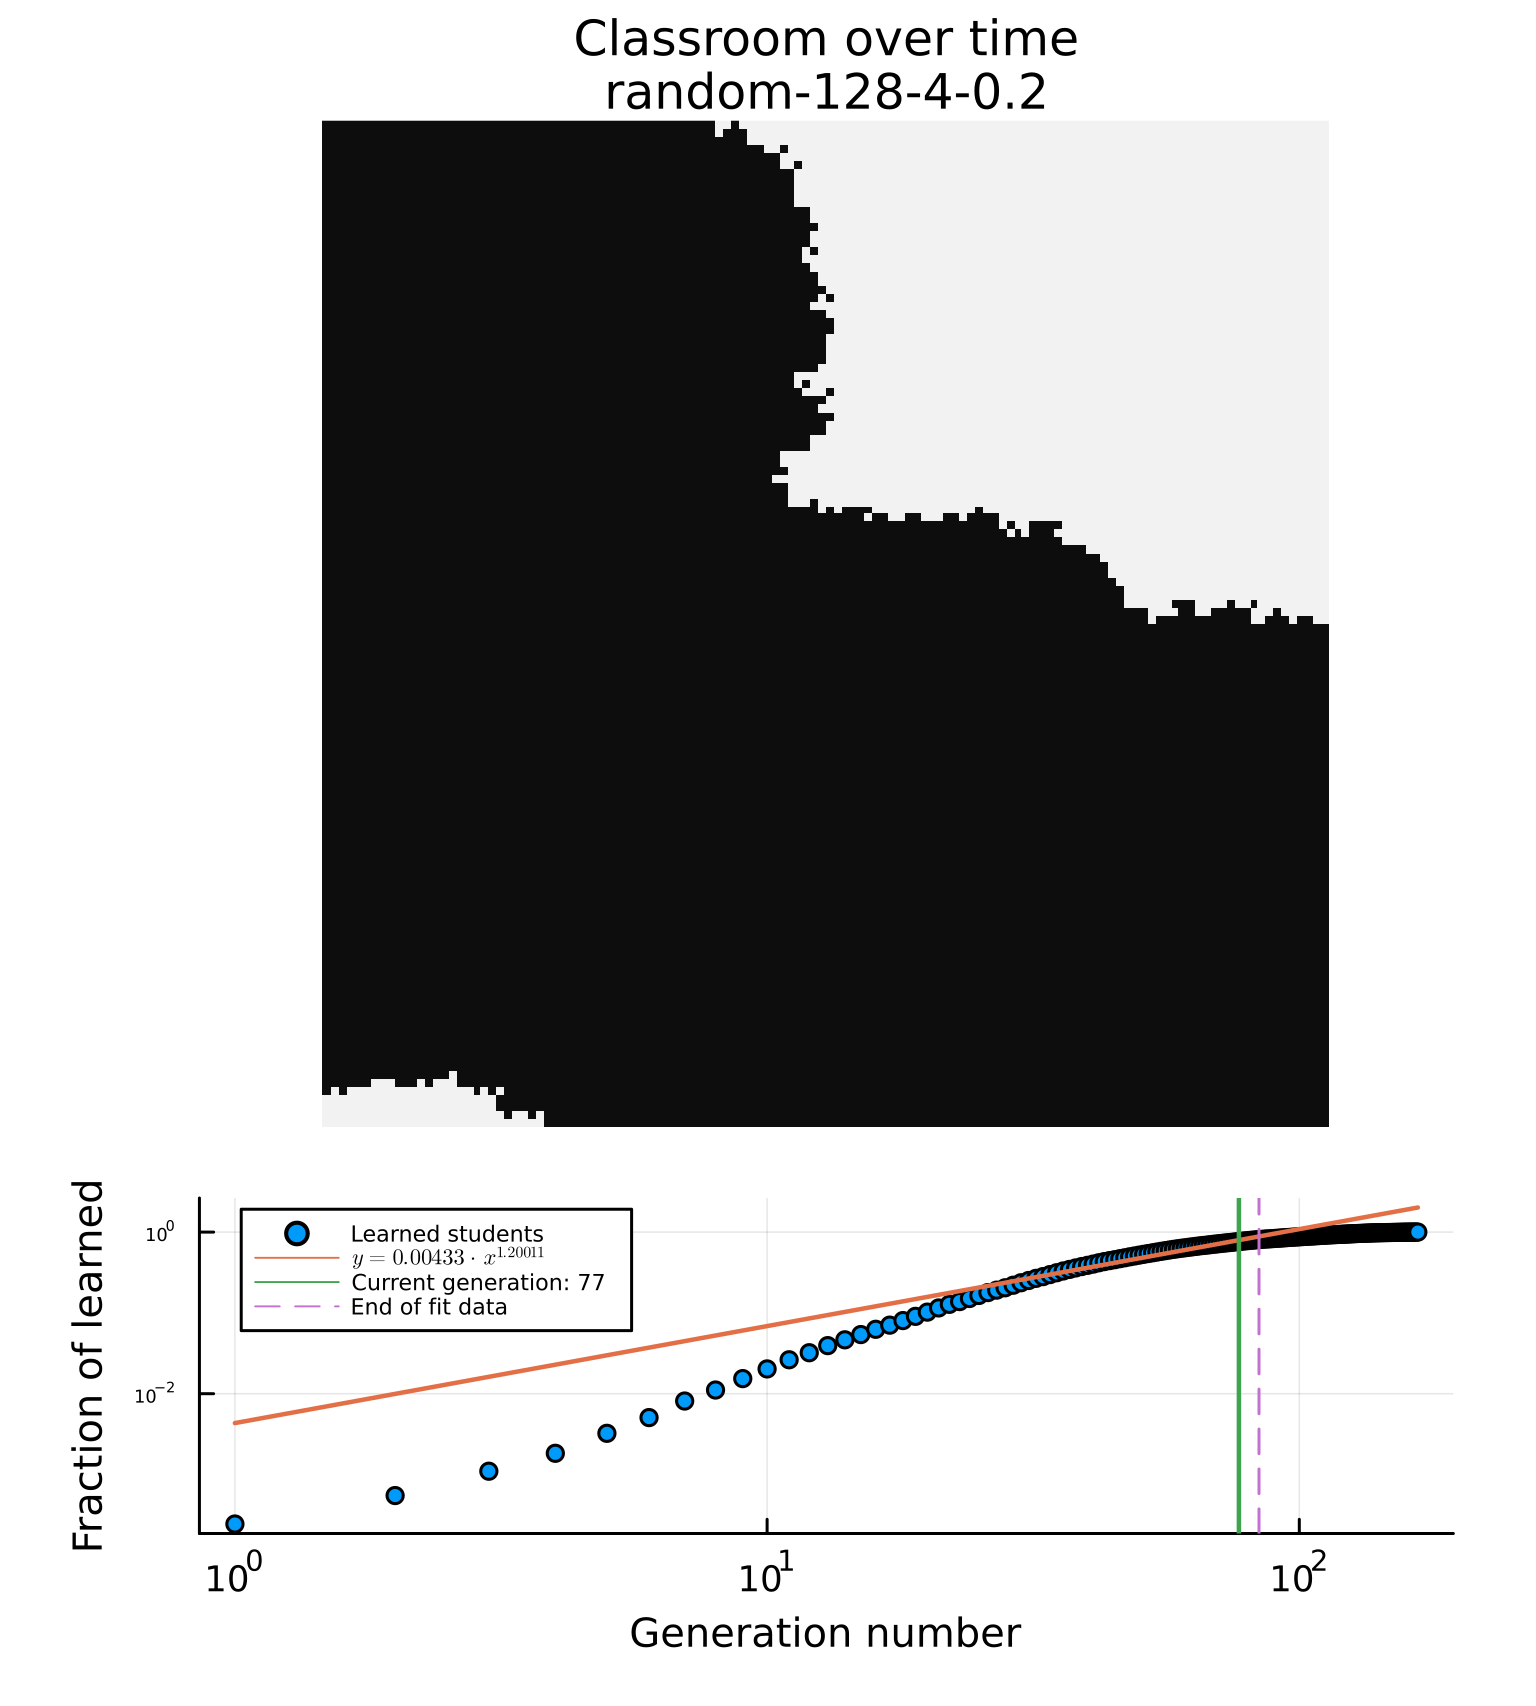 Classroom over time
random-128-4-0.2
Fraction of learned
10^0
10^-2
Learned students
y = 0.00433 · x^1.20011
Current generation: 77
End of fit data
10^0 10^1 10^2
Generation number